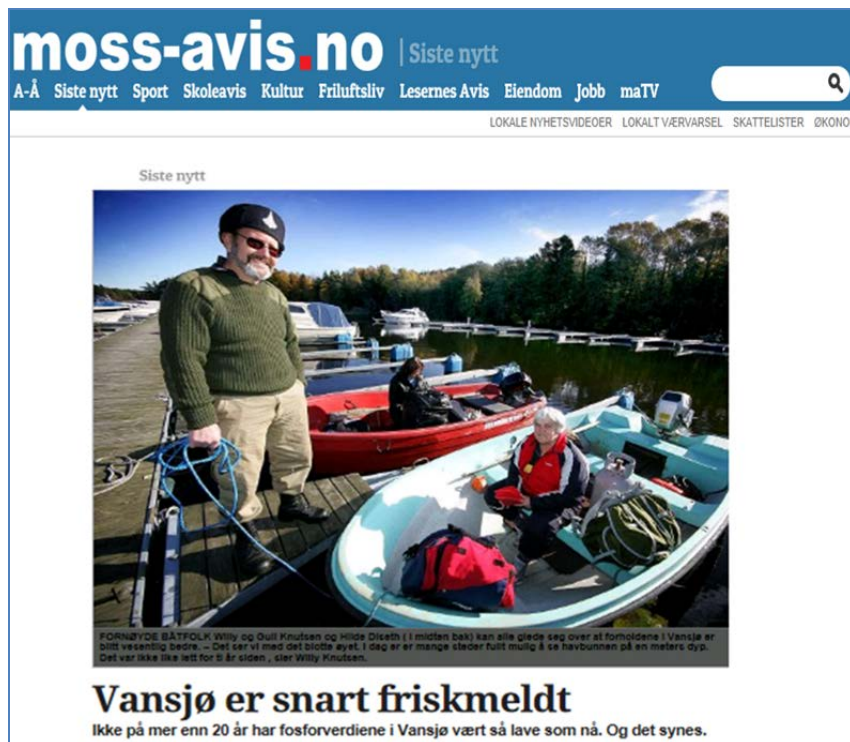 moss-avis.no | Siste nytt
A-Å Siste nytt Sport Skoleavis Kultur Friluftsliv Lesernes Avis Eiendom Jobb maTV
LOKALE NYHETSVIDEOER LOKALT VÆRVARSEL SKATTELISTER ØKONO
Siste nytt
FORNØYDE BÅTFOLK Willy og Gull Knutsen og Hilde Diseth ( i midten bak) kan alle glede seg over at forholdene i Vansjø er
blitt vesentlig bedre. – Det ser vi med det blotte øyet. I dag er er mange steder fullt mulig å se havbunnen på en meters dyp.
Det var ikke like lett for ti år siden , sier Willy Knutsen.
Vansjø er snart friskmeldt
Ikke på mer enn 20 år har fosforverdiene i Vansjø vært så lave som nå. Og det synes.